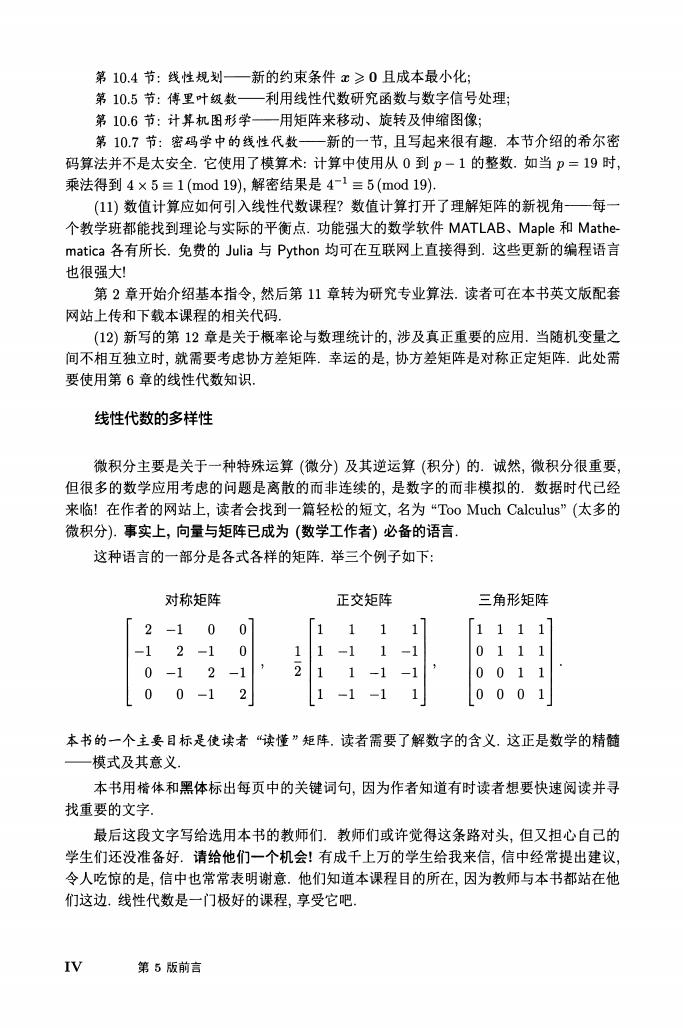 第 10.4 节: 线性规划——新的约束条件 x ⩾ 0 且成本最小化;
第 10.5 节: 傅里叶级数——利用线性代数研究函数与数字信号处理;
第 10.6 节: 计算机图形学——用矩阵来移动、旋转及伸缩图像;
第 10.7 节: 密码学中的线性代数——新的一节, 且写起来很有趣. 本节介绍的希尔密
码算法并不是太安全. 它使用了模算术: 计算中使用从 0 到 p − 1 的整数. 如当 p = 19 时,
乘法得到 4 × 5 ≡ 1 (mod 19), 解密结果是 4⁻¹ ≡ 5 (mod 19).
(11) 数值计算应如何引入线性代数课程? 数值计算打开了理解矩阵的新视角——每一
个教学班都能找到理论与实际的平衡点. 功能强大的数学软件 MATLAB、Maple 和 Mathe-
matica 各有所长. 免费的 Julia 与 Python 均可在互联网上直接得到. 这些更新的编程语言
也很强大!
第 2 章开始介绍基本指令, 然后第 11 章转为研究专业算法. 读者可在本书英文版配套
网站上传和下载本课程的相关代码.
(12) 新写的第 12 章是关于概率论与数理统计的, 涉及真正重要的应用. 当随机变量之
间不相互独立时, 就需要考虑协方差矩阵. 幸运的是, 协方差矩阵是对称正定矩阵. 此处需
要使用第 6 章的线性代数知识.
线性代数的多样性
微积分主要是关于一种特殊运算 (微分) 及其逆运算 (积分) 的. 诚然, 微积分很重要,
但很多的数学应用考虑的问题是离散的而非连续的, 是数字的而非模拟的. 数据时代已经
来临! 在作者的网站上, 读者会找到一篇轻松的短文, 名为 “Too Much Calculus” (太多的
微积分). 事实上, 向量与矩阵已成为 (数学工作者) 必备的语言.
这种语言的一部分是各式各样的矩阵. 举三个例子如下:
对称矩阵 正交矩阵 三角形矩阵
2 −1 0 0 1 1 1 1 1 1 1 1
−1 2 −1 0 1 1 −1 1 −1 0 1 1 1
0 −1 2 −1 , 2 1 1 −1 −1 , 0 0 1 1 .
0 0 −1 2 1 −1 −1 1 0 0 0 1
本书的一个主要目标是使读者 “读懂” 矩阵. 读者需要了解数字的含义. 这正是数学的精髓
——模式及其意义.
本书用楷体和黑体标出每页中的关键词句, 因为作者知道有时读者想要快速阅读并寻
找重要的文字.
最后这段文字写给选用本书的教师们. 教师们或许觉得这条路对头, 但又担心自己的
学生们还没准备好. 请给他们一个机会! 有成千上万的学生给我来信, 信中经常提出建议,
令人吃惊的是, 信中也常常表明谢意. 他们知道本课程目的所在, 因为教师与本书都站在他
们这边. 线性代数是一门极好的课程, 享受它吧.
IV 第 5 版前言